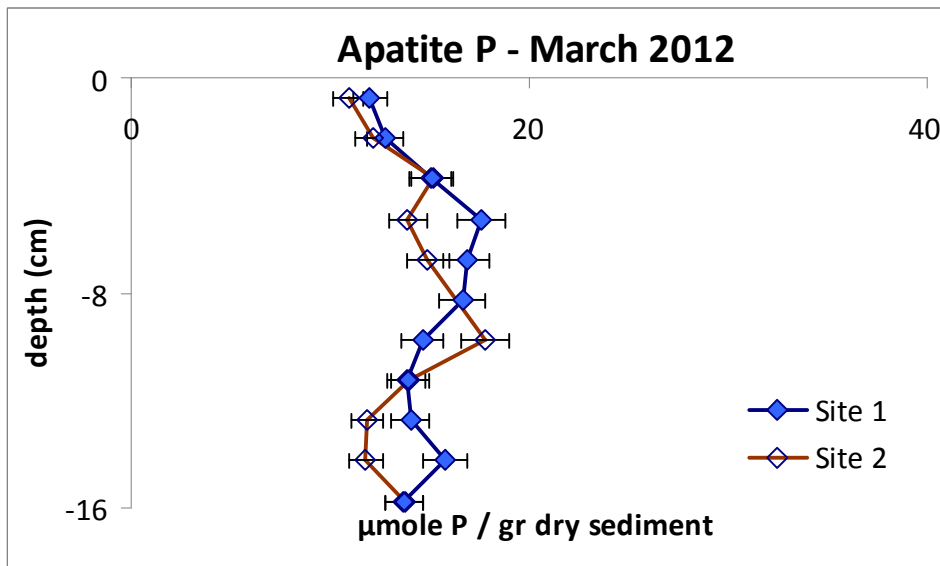 Apatite P - March 2012
0
0 20 40
depth (cm)
-8
Site 1
Site 2
-16
µmole P / gr dry sediment